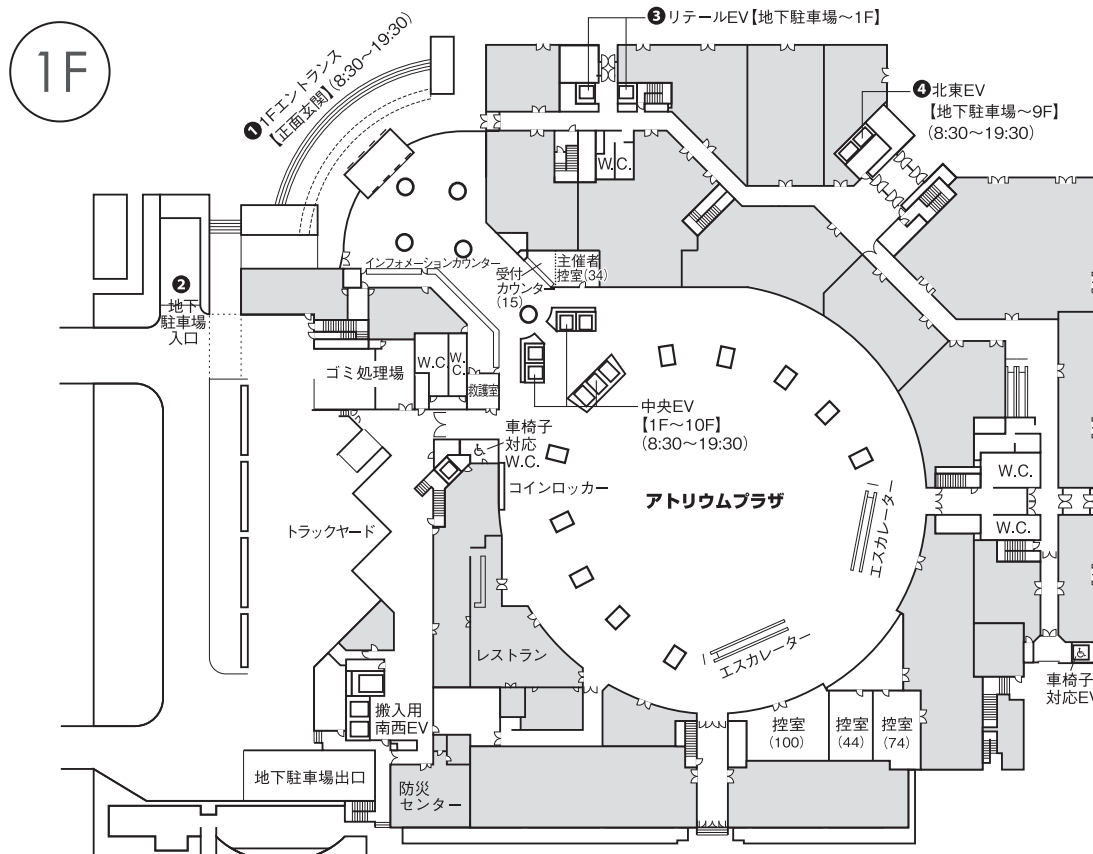 1F
❶1Fエントランス
【正面玄関】(8:30～19:30)
❸リテールEV【地下駐車場～1F】
❹北東EV
【地下駐車場～9F】
(8:30～19:30)
W.C.
❷
地下
駐車場
入口
インフォメーションカウンター
受付
カウンター
(15)
主催者
控室(34)
ゴミ処理場
W.C.
W.
C.
救護室
中央EV
【1F～10F】
(8:30～19:30)
車椅子
対応
W.C.
コインロッカー
アトリウムプラザ
トラックヤード
エスカレーター
W.C.
W.C.
エスカレーター
レストラン
車椅子
対応EV
搬入用
南西EV
控室
(100)
控室
(44)
控室
(74)
地下駐車場出口
防災
センター